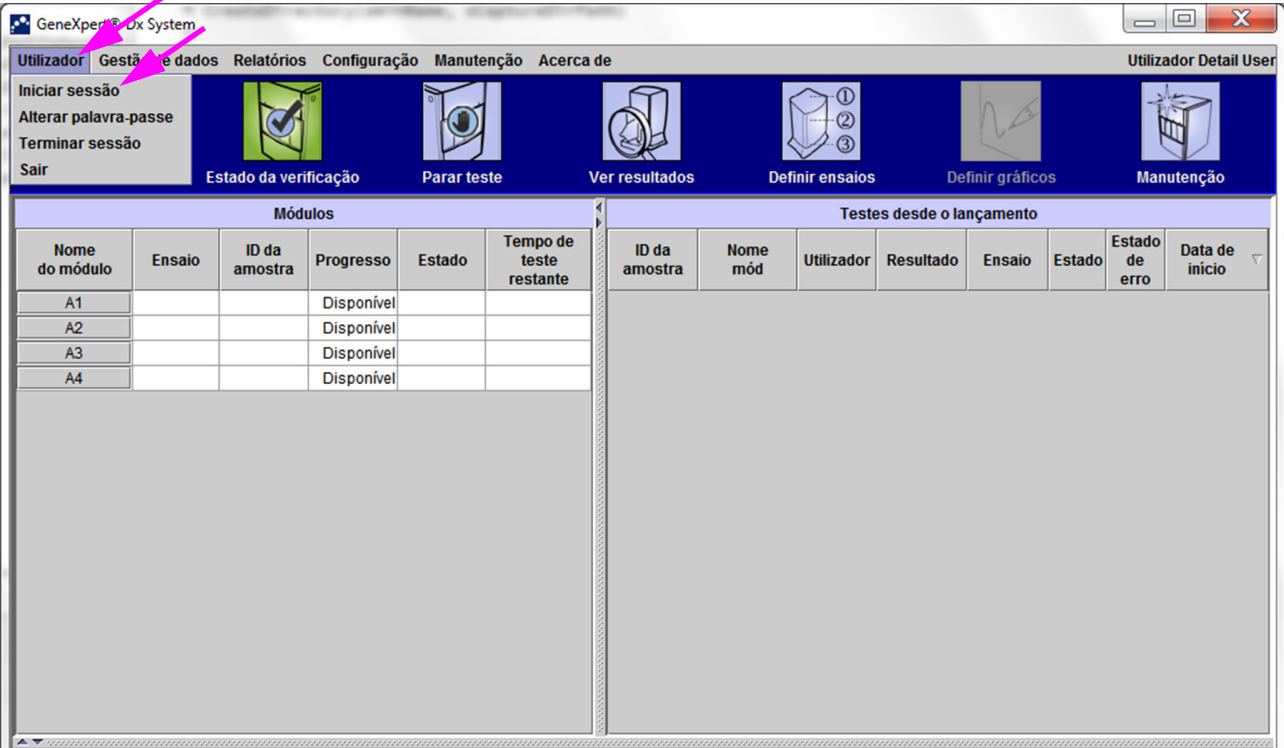 GeneXpert® Dx System
Utilizador Gestão de dados Relatórios Configuração Manutenção Acerca de Utilizador Detail User
Iniciar sessão
Alterar palavra-passe
Terminar sessão
Sair
Estado da verificação Parar teste Ver resultados Definir ensaios Definir gráficos Manutenção
1
2
3
Módulos
Nome do módulo Ensaio ID da amostra Progresso Estado Tempo de teste restante
A1 Disponível
A2 Disponível
A3 Disponível
A4 Disponível
Testes desde o lançamento
ID da amostra Nome mód Utilizador Resultado Ensaio Estado Estado de erro Data de início